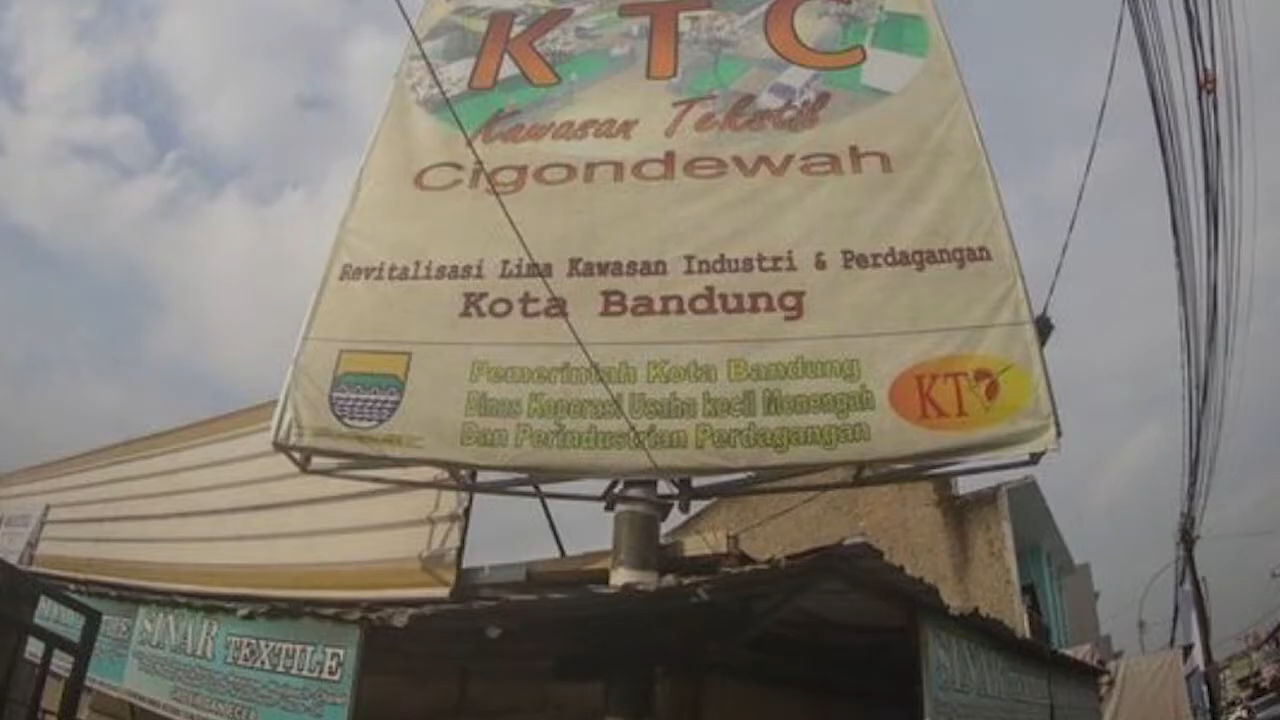 KTC
Kawasan Tekstil
Cigondewah
Revitalisasi Lima Kawasan Industri & Perdagangan
Kota Bandung
Pemerintah Kota Bandung
Dinas Koperasi Usaha kecil Menengah
Dan Perindustrian Perdagangan
KT
SINAR TEXTILE
SINAR